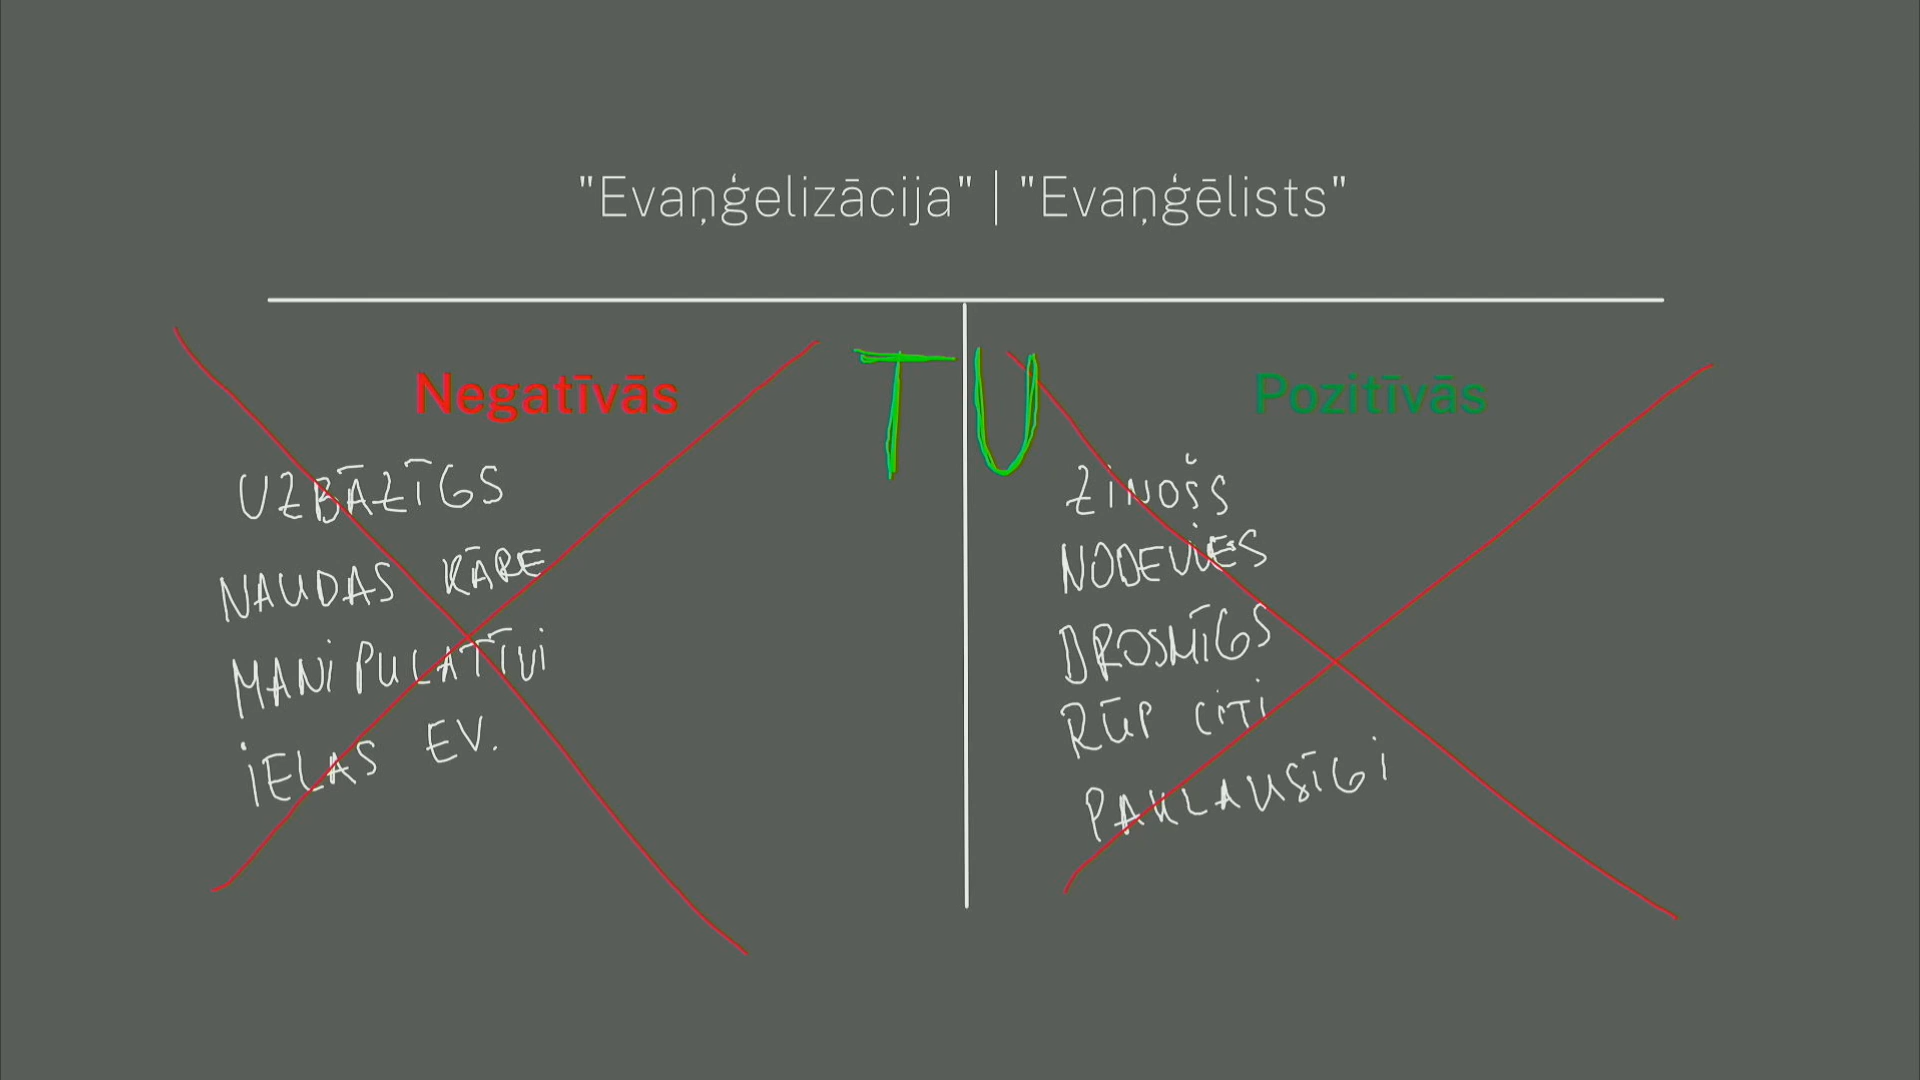 "Evaņģelizācija" | "Evaņģēlists"
TU
Negatīvās
UZBĀZĪGS
NAUDAS KĀRE
MANiPULATĪVi
iELAS EV.
Pozitīvās
ZiNOŠS
NODEViES
DROSMĪGS
RŪP CiTi
PAKLAUSĪGi